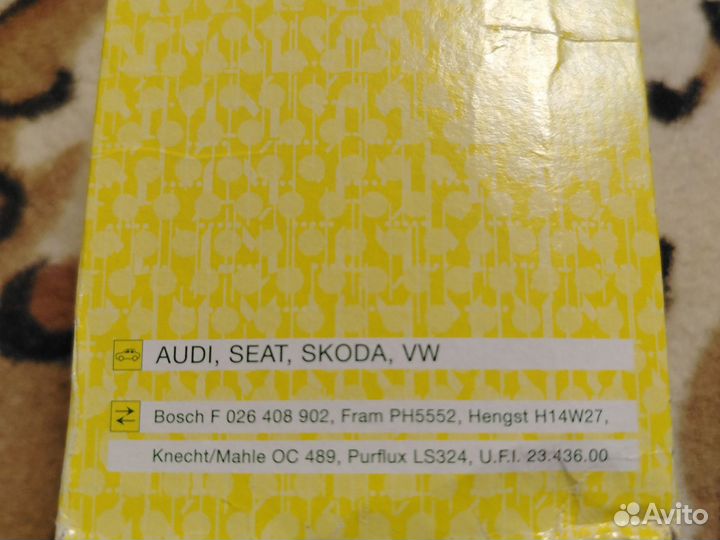 AUDI, SEAT, SKODA, VW
Bosch F 026 408 902, Fram PH5552, Hengst H14W27,
Knecht/Mahle OC 489, Purflux LS324, U.F.I. 23.436.00
Avito